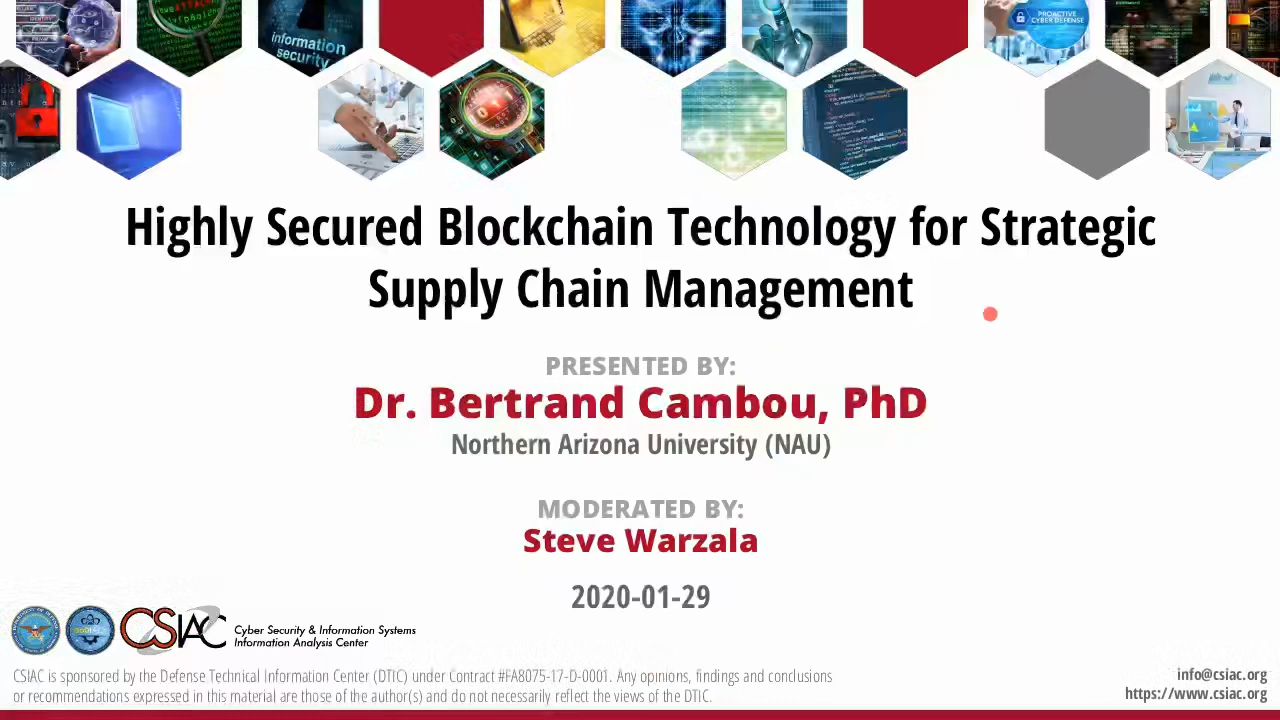 information
security
PROACTIVE
CYBER DEFENSE
Highly Secured Blockchain Technology for Strategic
Supply Chain Management
PRESENTED BY:
Dr. Bertrand Cambou, PhD
Northern Arizona University (NAU)
MODERATED BY:
Steve Warzala
2020-01-29
CSIAC
Cyber Security & Information Systems
Information Analysis Center
CSIAC is sponsored by the Defense Technical Information Center (DTIC) under Contract #FA8075-17-D-0001. Any opinions, findings and conclusions
or recommendations expressed in this material are those of the author(s) and do not necessarily reflect the views of the DTIC.
info@csiac.org
https://www.csiac.org